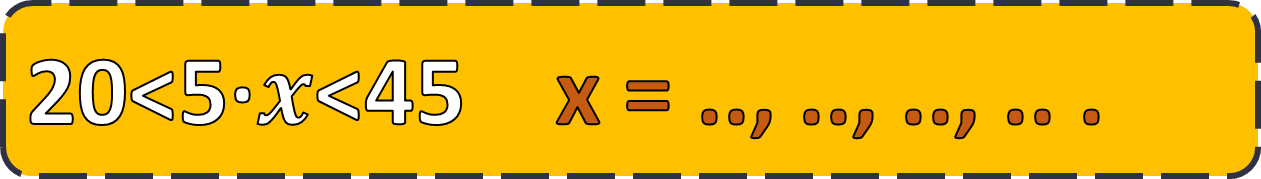 20<5·x<45 x = .., .., .., .. .